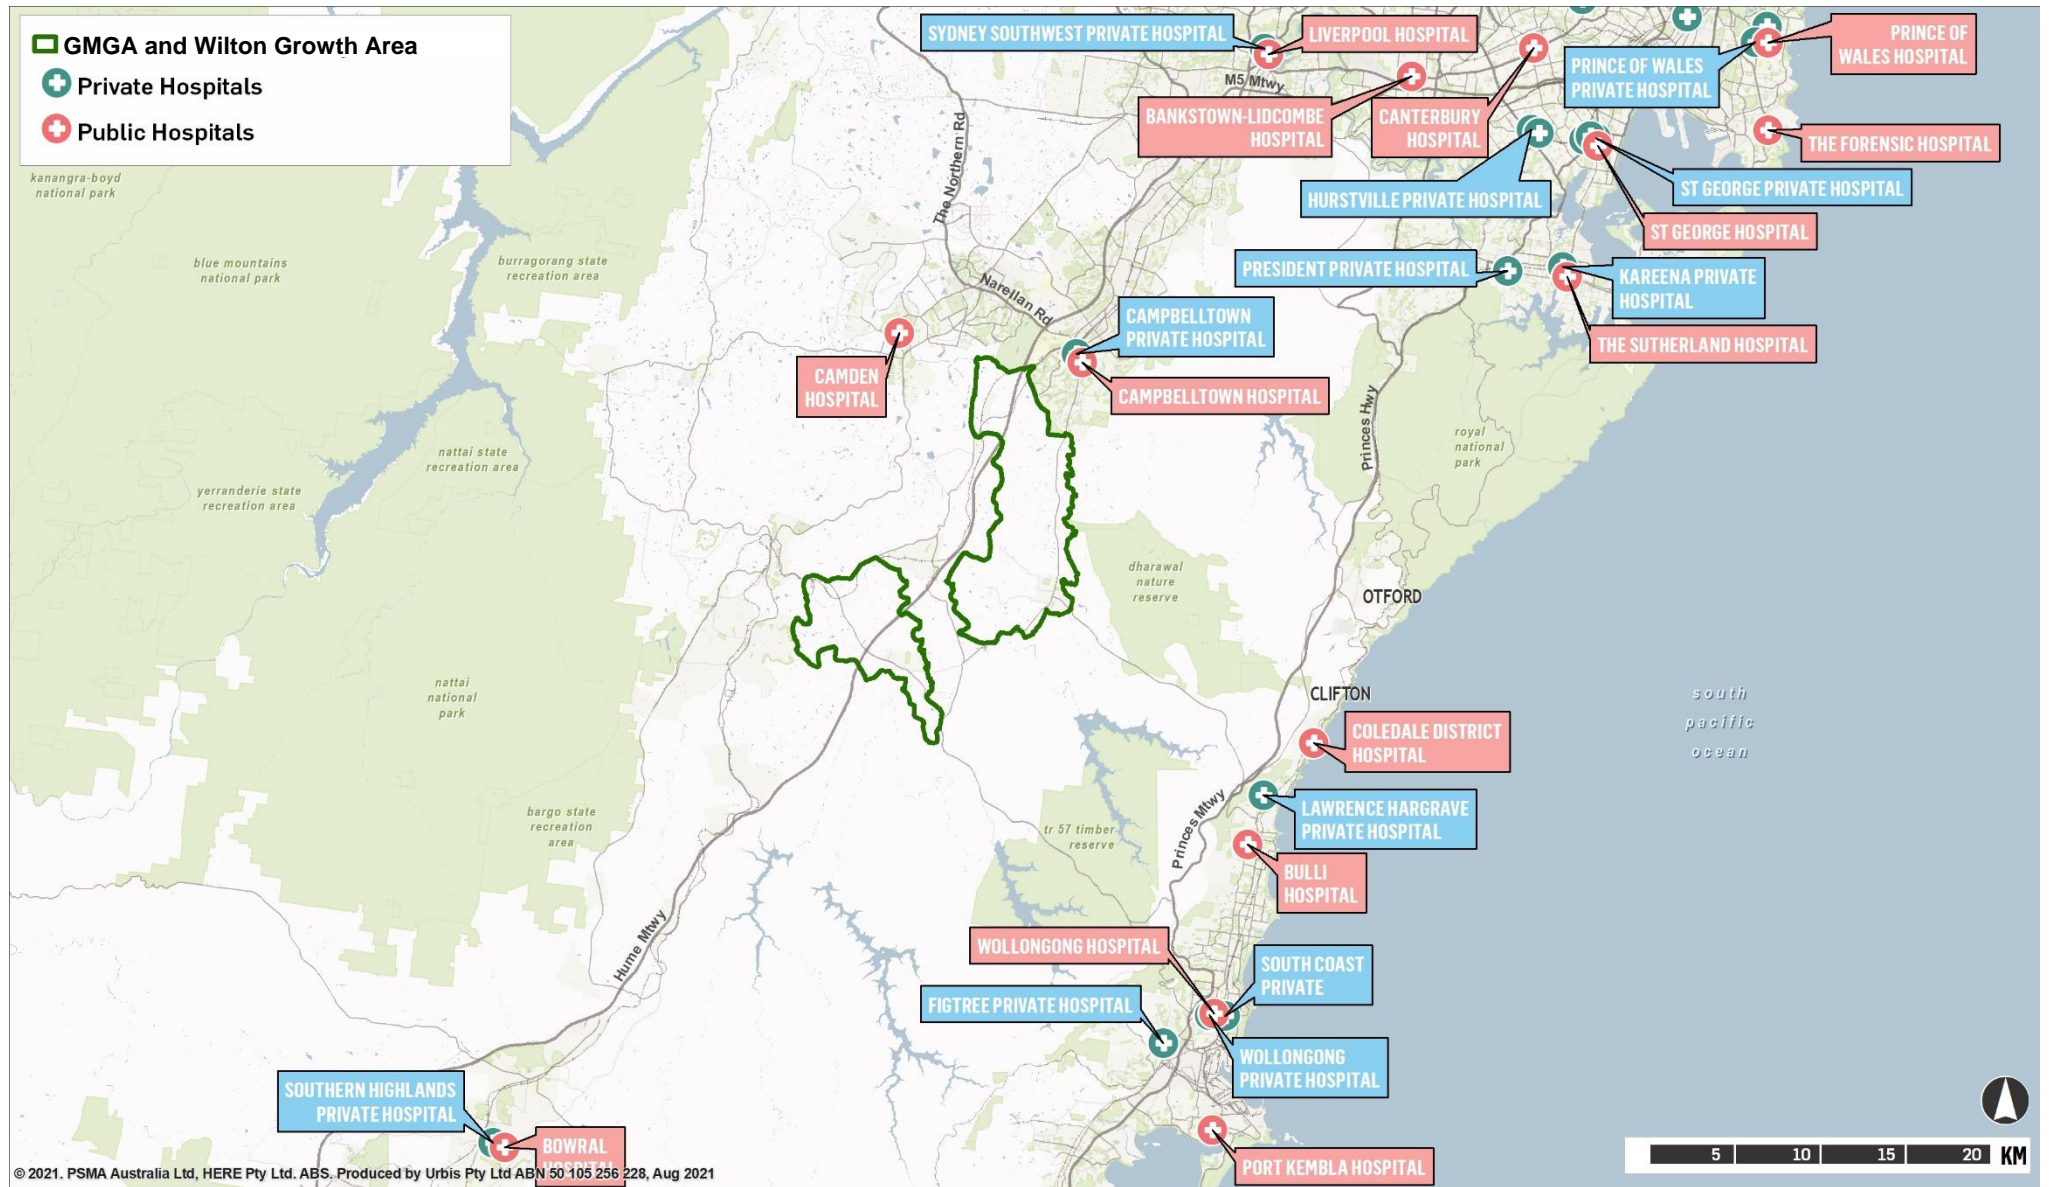 GMGA and Wilton Growth Area
Private Hospitals
Public Hospitals
SYDNEY SOUTHWEST PRIVATE HOSPITAL
LIVERPOOL HOSPITAL
PRINCE OF
WALES HOSPITAL
PRINCE OF WALES
PRIVATE HOSPITAL
M5 Mtwy
BANKSTOWN-LIDCOMBE
HOSPITAL
CANTERBURY
HOSPITAL
THE FORENSIC HOSPITAL
HURSTVILLE PRIVATE HOSPITAL
ST GEORGE PRIVATE HOSPITAL
ST GEORGE HOSPITAL
kanangra-boyd
national park
The Northern Rd
blue mountains
national park
burragorang state
recreation area
Narellan Rd
PRESIDENT PRIVATE HOSPITAL
KAREENA PRIVATE
HOSPITAL
THE SUTHERLAND HOSPITAL
CAMPBELLTOWN
PRIVATE HOSPITAL
CAMPBELLTOWN HOSPITAL
CAMDEN
HOSPITAL
Princes Hwy
royal
national
park
nattai state
recreation area
yerranderie state
recreation area
dharawal
nature
reserve
OTFORD
nattai
national
park
CLIFTON
south
pacific
ocean
COLEDALE DISTRICT
HOSPITAL
LAWRENCE HARGRAVE
PRIVATE HOSPITAL
Princes Mtwy
bargo state
recreation
area
tr 57 timber
reserve
BULLI
HOSPITAL
Hume Mtwy
WOLLONGONG HOSPITAL
SOUTH COAST
PRIVATE
FIGTREE PRIVATE HOSPITAL
WOLLONGONG
PRIVATE HOSPITAL
SOUTHERN HIGHLANDS
PRIVATE HOSPITAL
BOWRAL
HOSPITAL
PORT KEMBLA HOSPITAL
5 10 15 20 KM
© 2021. PSMA Australia Ltd, HERE Pty Ltd. ABS. Produced by Urbis Pty Ltd ABN 50 105 256 228, Aug 2021